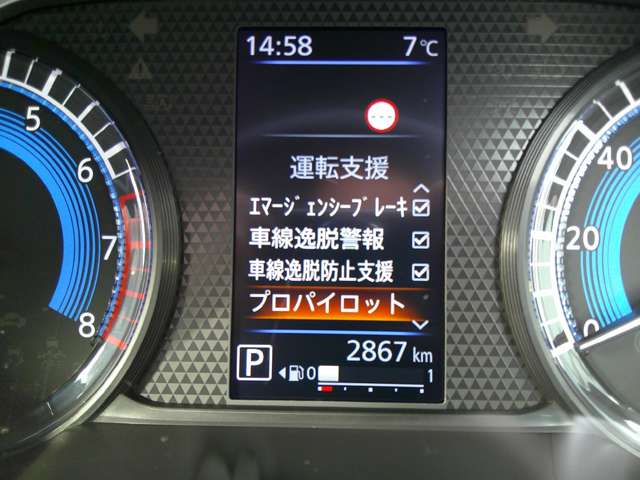 14:58 7℃
運転支援
ｴﾏｰｼﾞｪﾝｼｰﾌﾞﾚｰｷ
車線逸脱警報
車線逸脱防止支援
プロパイロット
2867 km
P 0 1
5
6
7
8
40
20
0